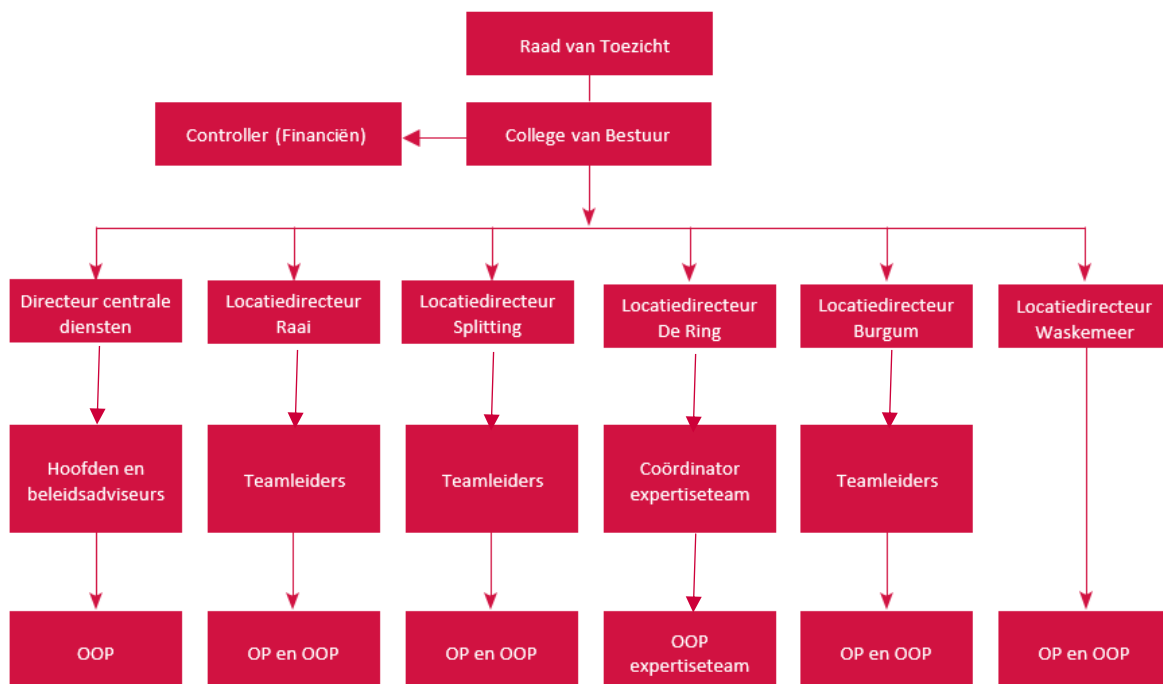 Raad van Toezicht
Controller (Financiën)
College van Bestuur
Directeur centrale
diensten
Locatiedirecteur
Raai
Locatiedirecteur
Splitting
Locatiedirecteur
De Ring
Locatiedirecteur
Burgum
Locatiedirecteur
Waskemeer
Hoofden en
beleidsadviseurs
Teamleiders
Teamleiders
Coördinator
expertiseteam
Teamleiders
OOP
OP en OOP
OP en OOP
OOP
expertiseteam
OP en OOP
OP en OOP